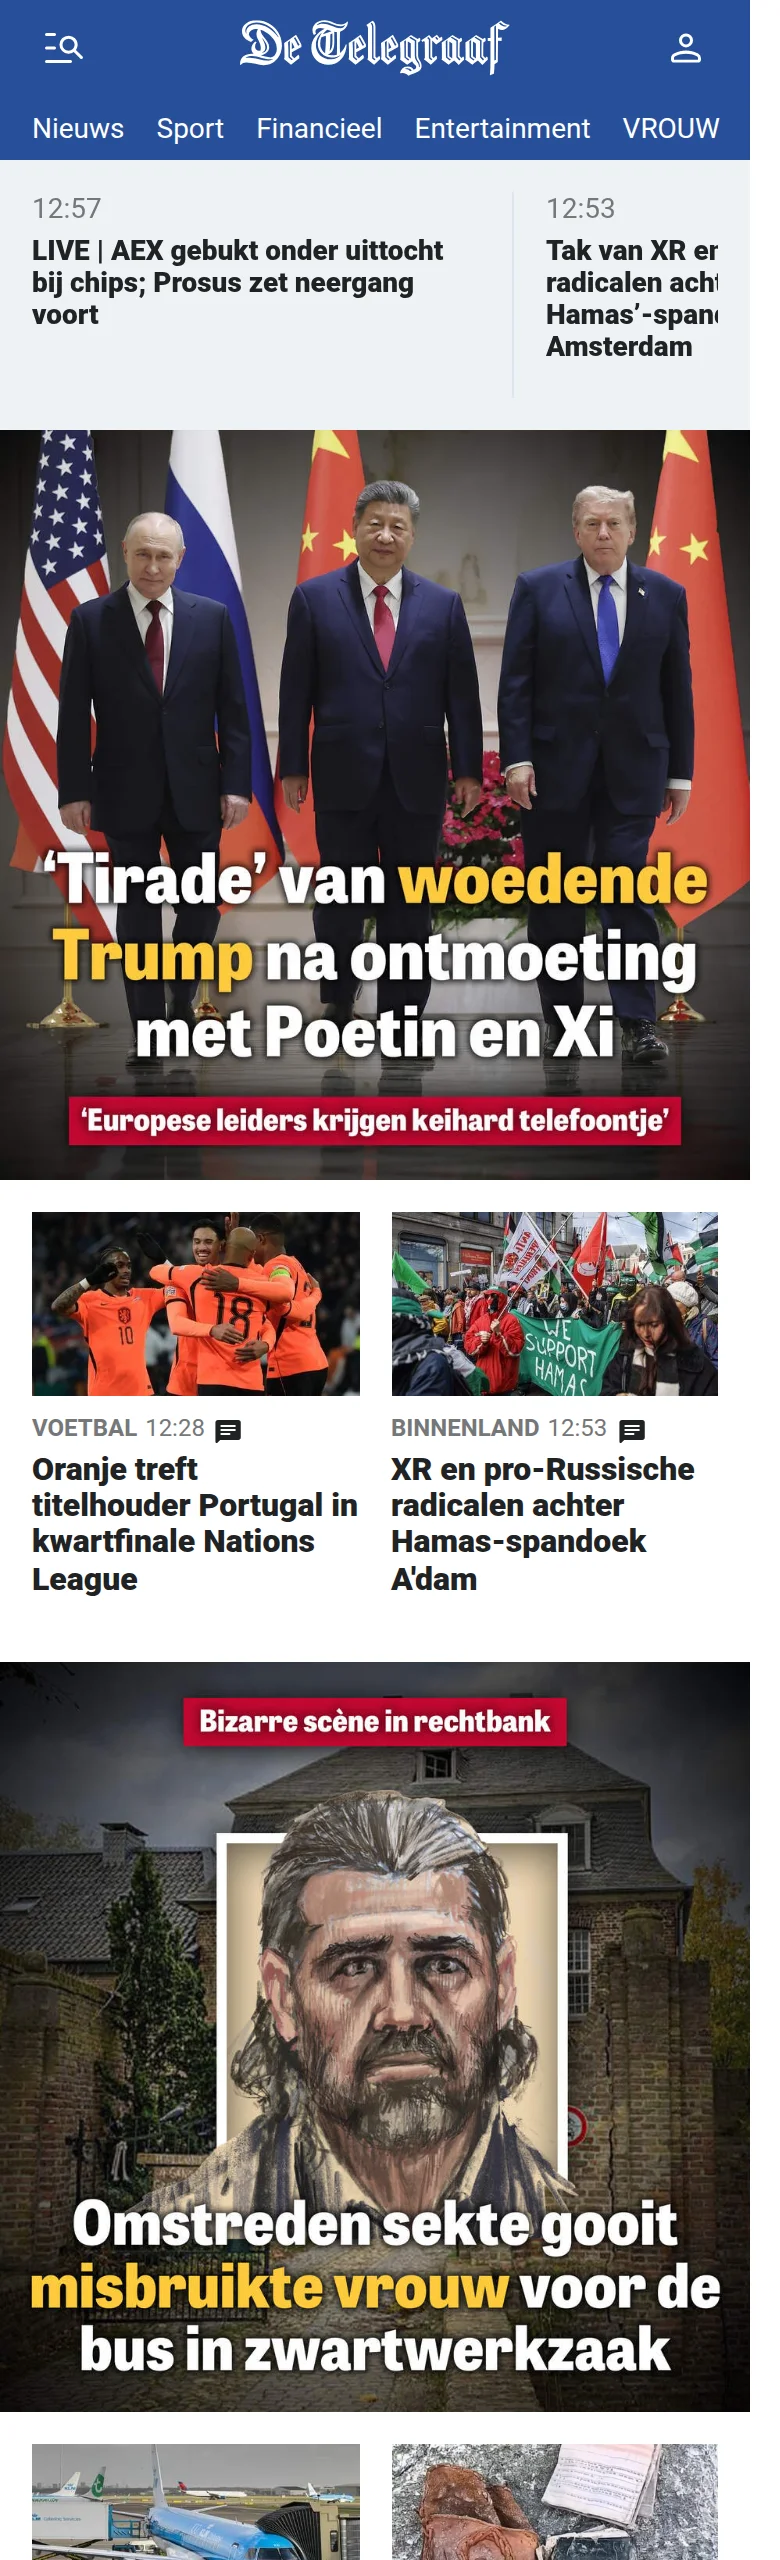 De Telegraaf
Nieuws Sport Financieel Entertainment VROUW
12:57
LIVE | AEX gebukt onder uittocht
bij chips; Prosus zet neergang
voort
12:53
Tak van XR en
radicalen acht
Hamas’-spand
Amsterdam
‘Tirade’ van woedende
Trump na ontmoeting
met Poetin en Xi
‘Europese leiders krijgen keihard telefoontje’
10
18
WE
SUPPORT
HAMAS
VOETBAL 12:28
Oranje treft
titelhouder Portugal in
kwartfinale Nations
League
BINNENLAND 12:53
XR en pro-Russische
radicalen achter
Hamas-spandoek
A'dam
Bizarre scène in rechtbank
Omstreden sekte gooit
misbruikte vrouw voor de
bus in zwartwerkzaak